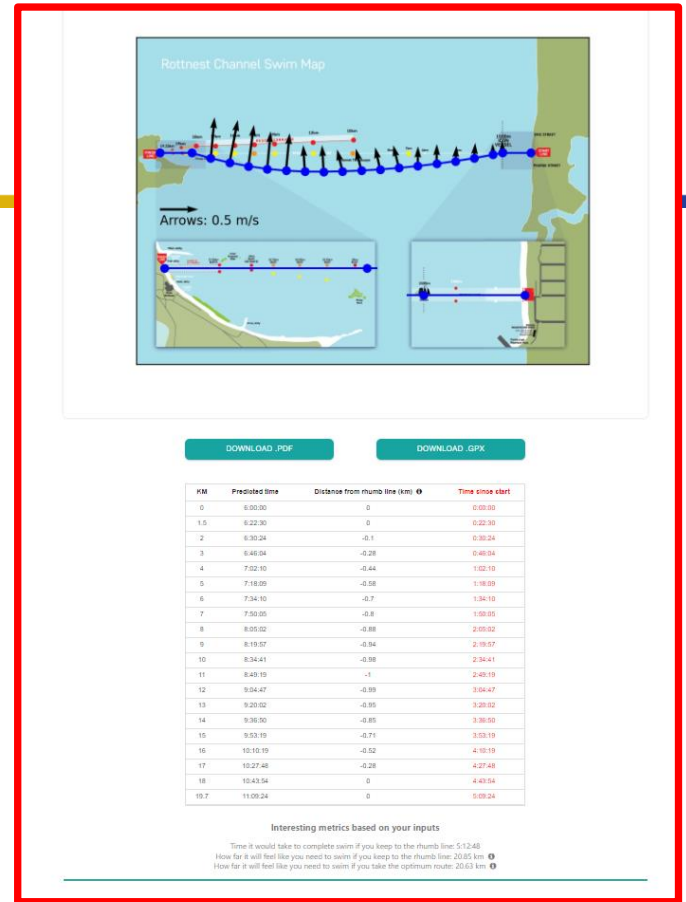 Rottnest Channel Swim Map
Arrows: 0.5 m/s
DOWNLOAD .PDF
DOWNLOAD .GPX
KM Predicted time Distance from rhumb line (km) Time since start
0 6:00:00 0 0:00:00
1.5 6:22:30 0 0:22:30
2 6:30:24 -0.1 0:30:24
3 6:46:04 -0.28 0:46:04
4 7:02:10 -0.44 1:02:10
5 7:18:09 -0.58 1:18:09
6 7:34:10 -0.7 1:34:10
7 7:50:05 -0.8 1:50:05
8 8:05:02 -0.88 2:05:02
9 8:19:57 -0.94 2:19:57
10 8:34:41 -0.98 2:34:41
11 8:49:19 -1 2:49:19
12 9:04:47 -0.99 3:04:47
13 9:20:02 -0.95 3:20:02
14 9:36:50 -0.85 3:36:50
15 9:53:19 -0.71 3:53:19
16 10:10:19 -0.52 4:10:19
17 10:27:48 -0.28 4:27:48
18 10:43:54 0 4:43:54
19.7 11:09:24 0 5:09:24
Interesting metrics based on your inputs
Time it would take to complete swim if you keep to the rhumb line: 5:12:48
How far it will feel like you need to swim if you keep to the rhumb line: 20.85 km
How far it will feel like you need to swim if you take the optimum route: 20.63 km